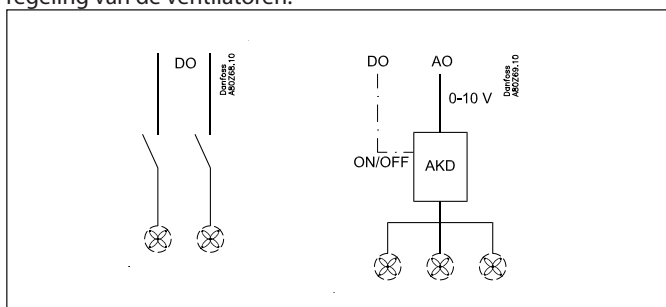 regeling van de ventilatoren.
DO
Danfoss
A80Z68.10
DO AO
Danfoss
A80Z69.10
0-10 V
ON/OFF
AKD